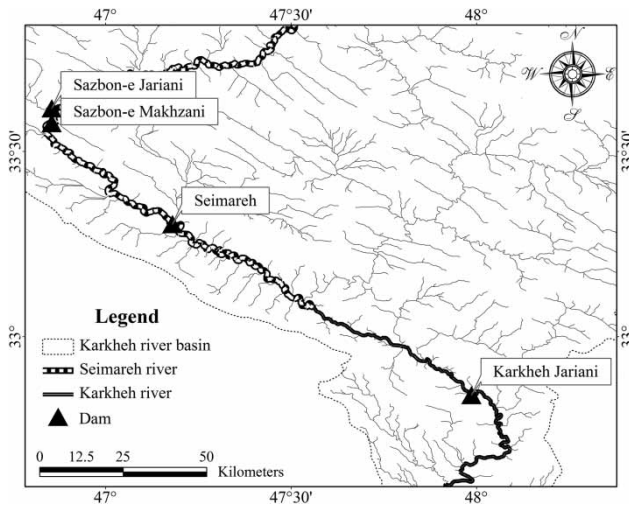 47° 47°30' 48°
N
W E
S
Sazbon-e Jariani
Sazbon-e Makhzani
33°30'
33°30'
Seimareh
Legend
Karkheh river basin
Seimareh river
Karkheh river
Dam
33°
33°
Karkheh Jariani
0 12.5 25 50
Kilometers
47° 47°30' 48°